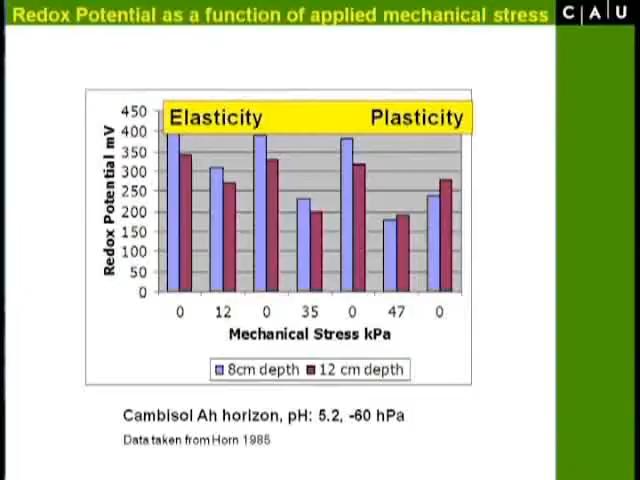 Redox Potential as a function of applied mechanical stress
C A U
Elasticity Plasticity
450
400
350
300
250
200
150
100
50
0
Redox Potential mV
0 12 0 35 0 47 0
Mechanical Stress kPa
8cm depth 12 cm depth
Cambisol Ah horizon, pH: 5.2, -60 hPa
Data taken from Horn 1985